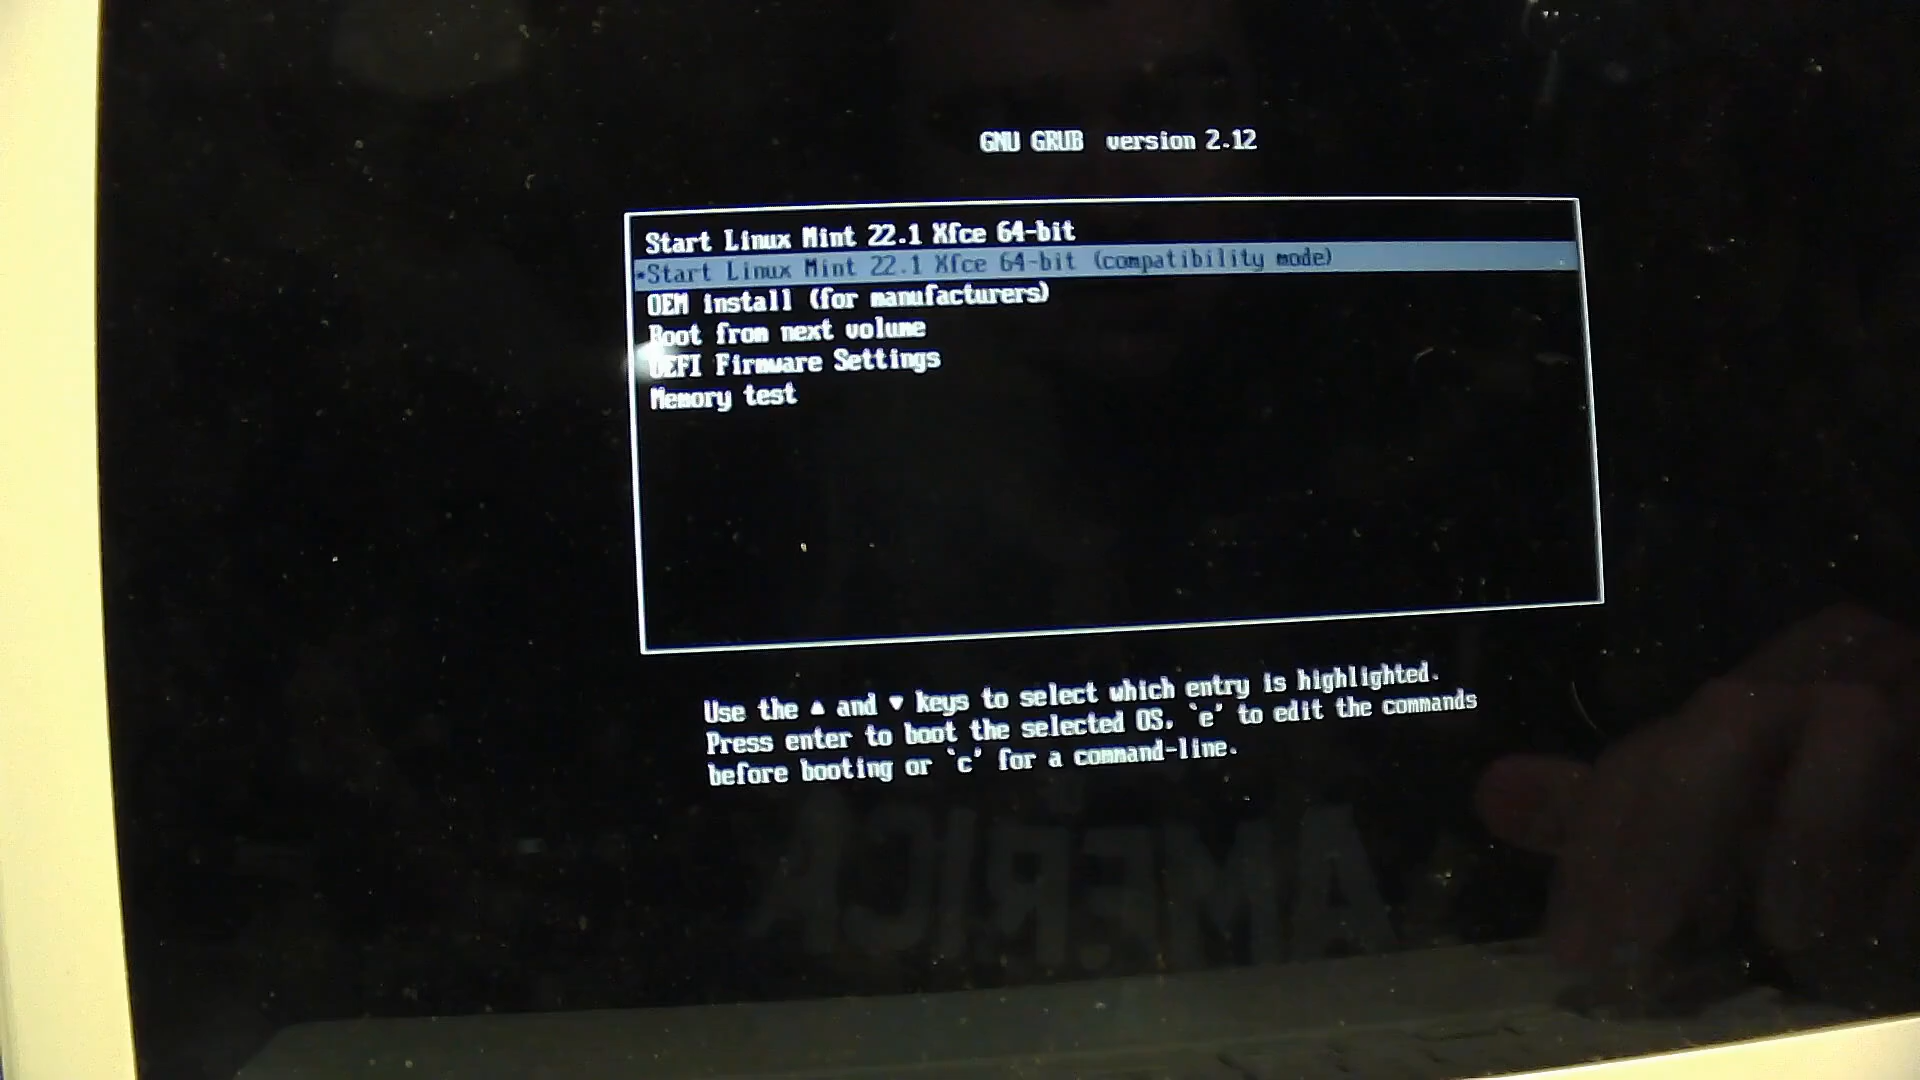 GNU GRUB version 2.12
Start Linux Mint 22.1 Xfce 64-bit
*Start Linux Mint 22.1 Xfce 64-bit (compatibility mode)
OEM install (for manufacturers)
Boot from next volume
UEFI Firmware Settings
Memory test
Use the ▲ and ▼ keys to select which entry is highlighted.
Press enter to boot the selected OS, `e' to edit the commands
before booting or `c' for a command-line.
AMERICA